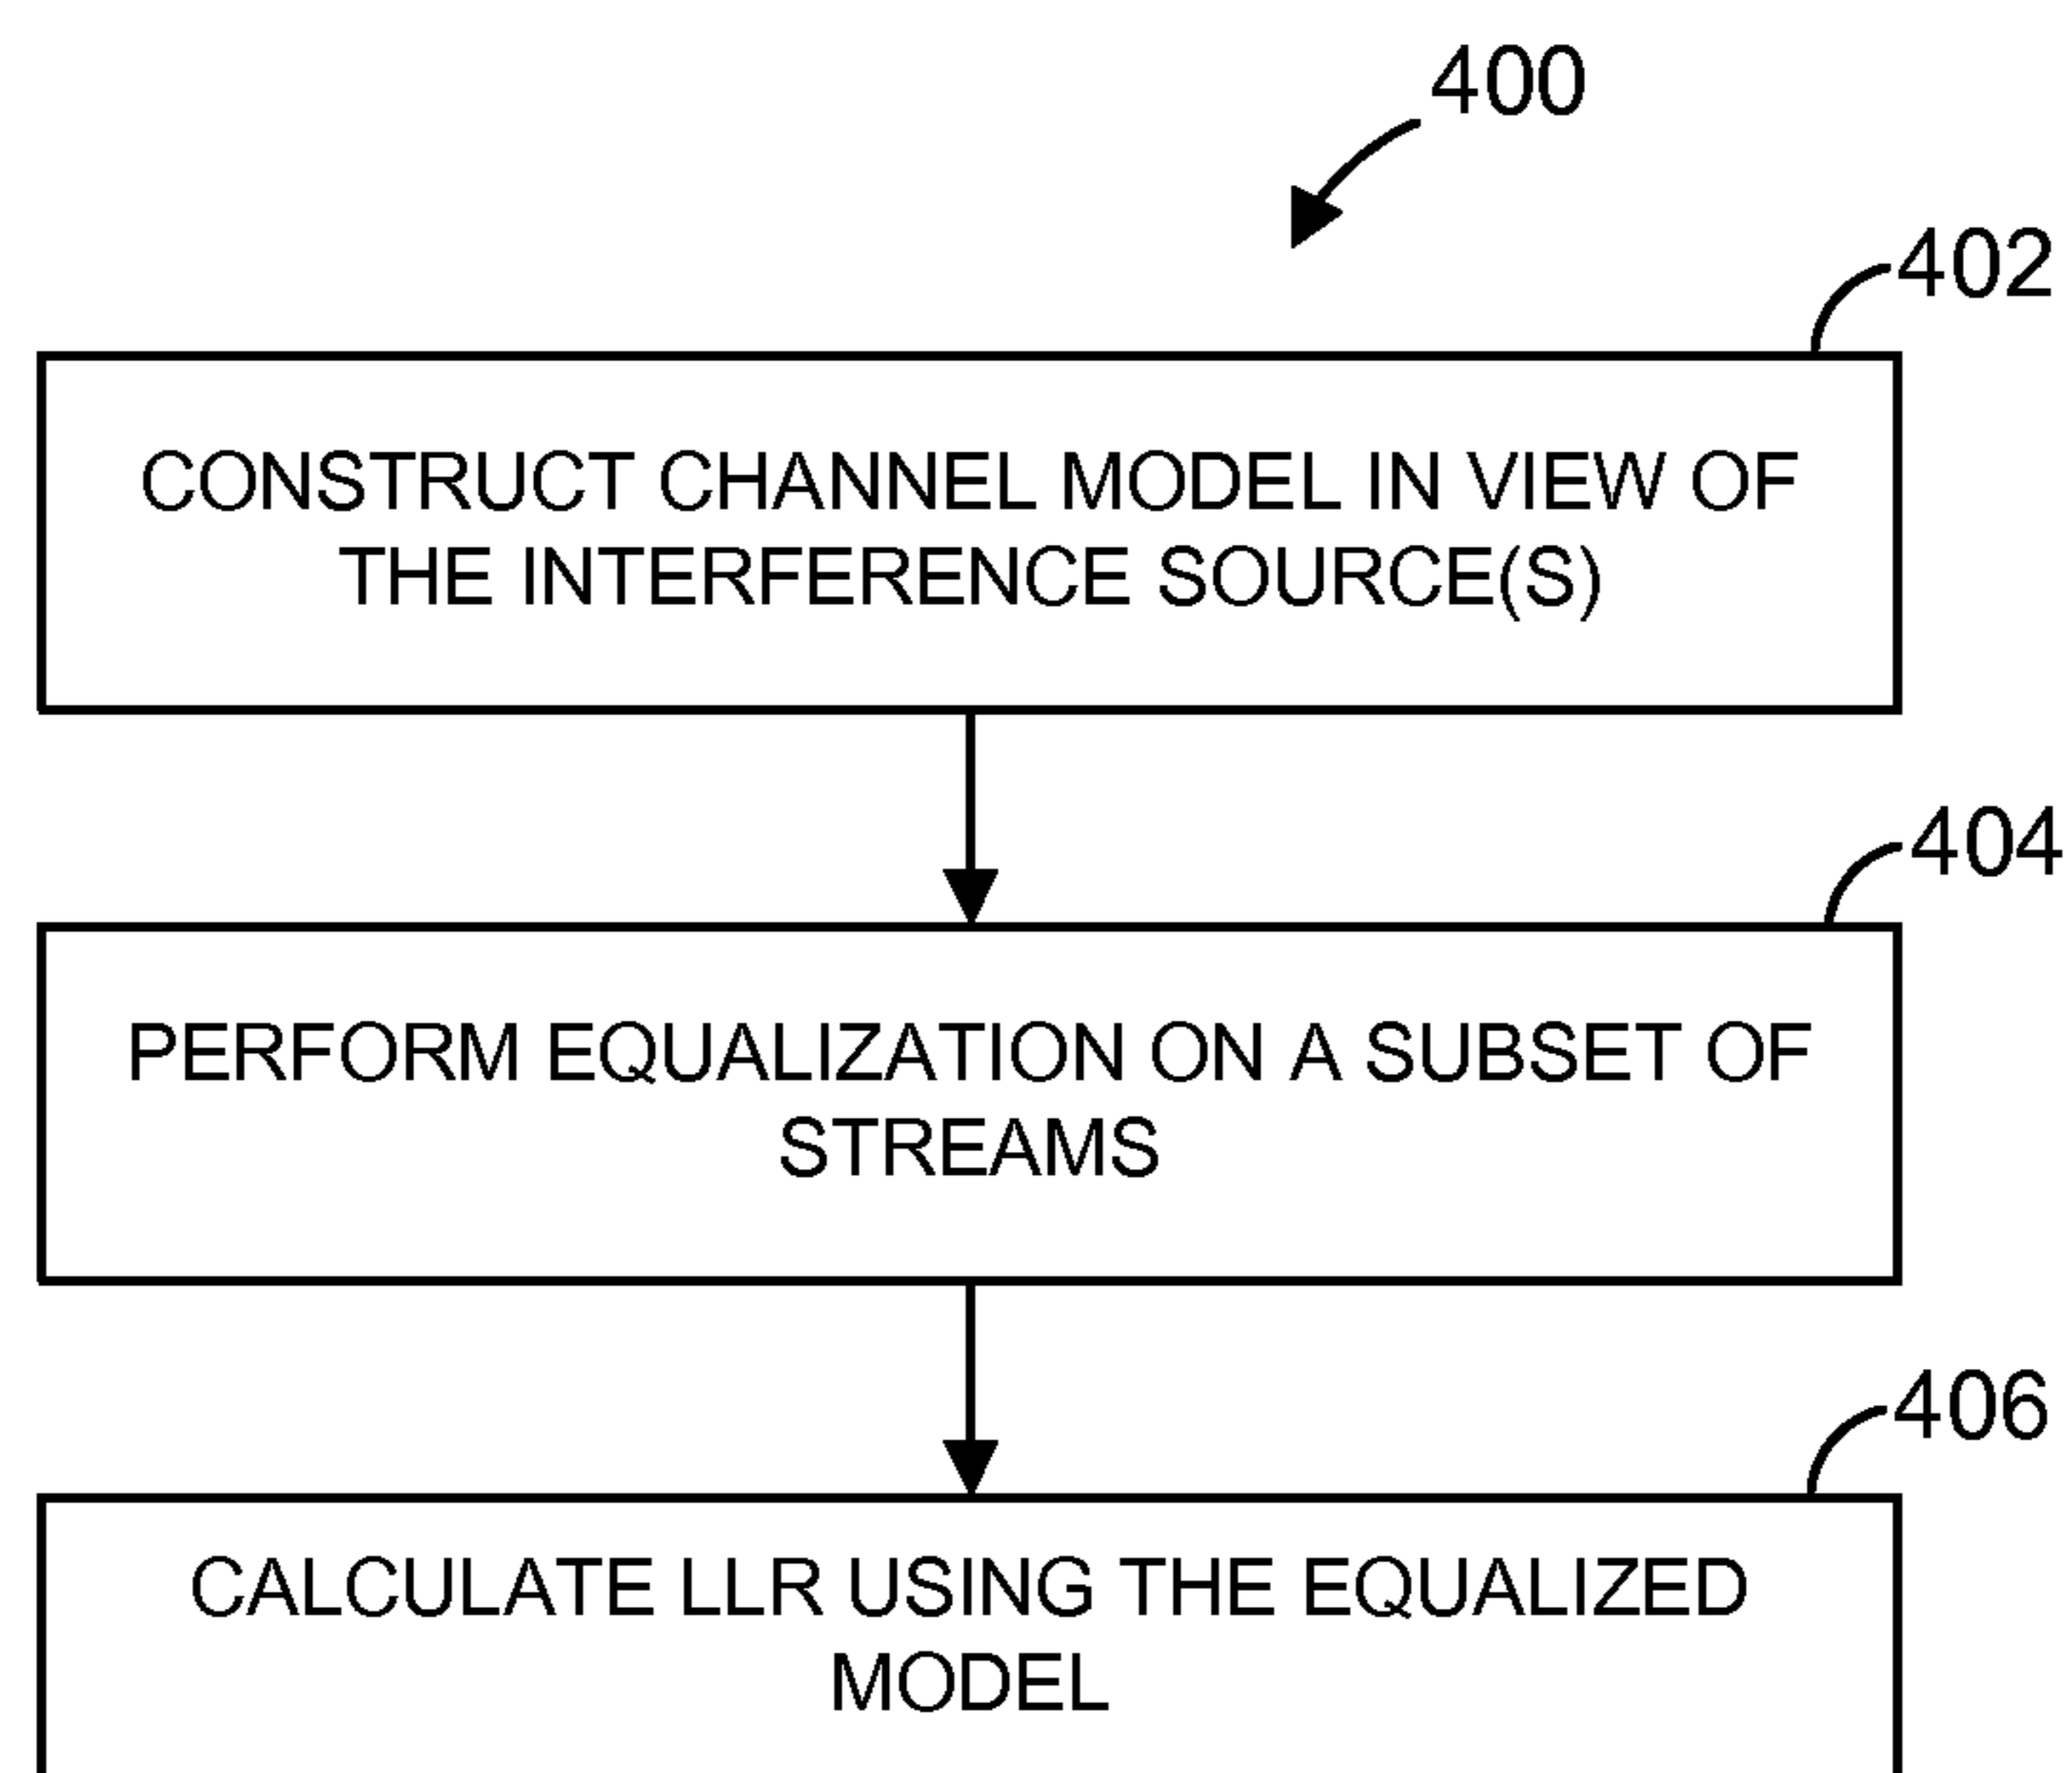 400
402
CONSTRUCT CHANNEL MODEL IN VIEW OF
THE INTERFERENCE SOURCE(S)
404
PERFORM EQUALIZATION ON A SUBSET OF
STREAMS
406
CALCULATE LLR USING THE EQUALIZED
MODEL